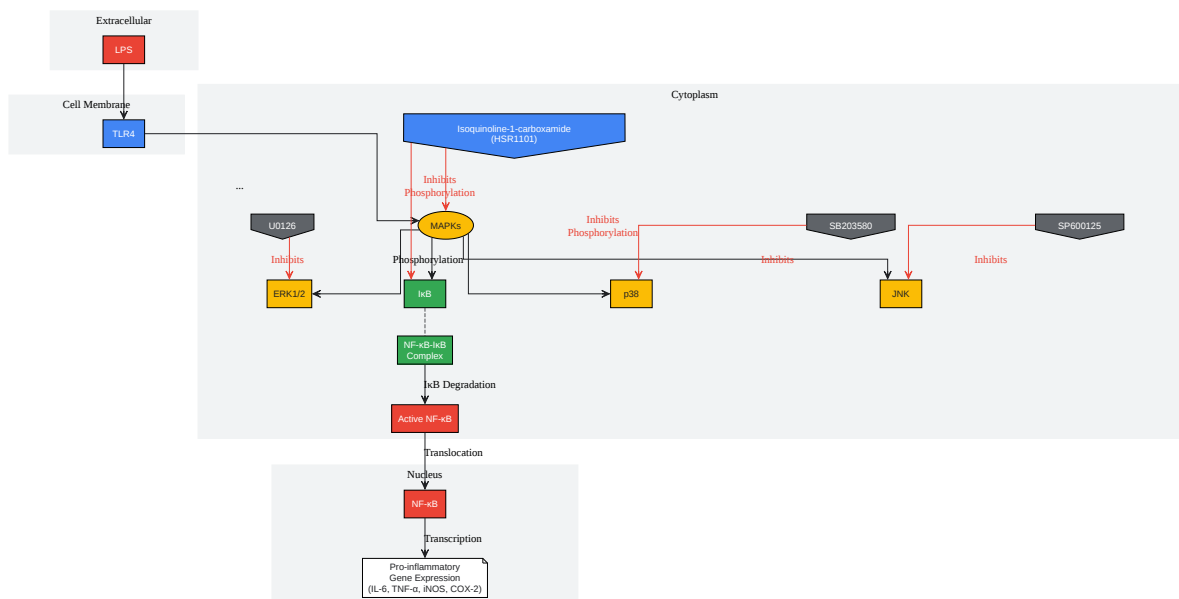 Extracellular
LPS
Cell Membrane
TLR4
Cytoplasm
Isoquinoline-1-carboxamide
(HSR1101)
...
Inhibits
Phosphorylation
U0126
MAPKs
Inhibits
Phosphorylation
SB203580
SP600125
Inhibits
Phosphorylation
Inhibits
Inhibits
ERK1/2
IκB
p38
JNK
NF-κB-IκB
Complex
IκB Degradation
Active NF-κB
Translocation
Nucleus
NF-κB
Transcription
Pro-inflammatory
Gene Expression
(IL-6, TNF-α, iNOS, COX-2)